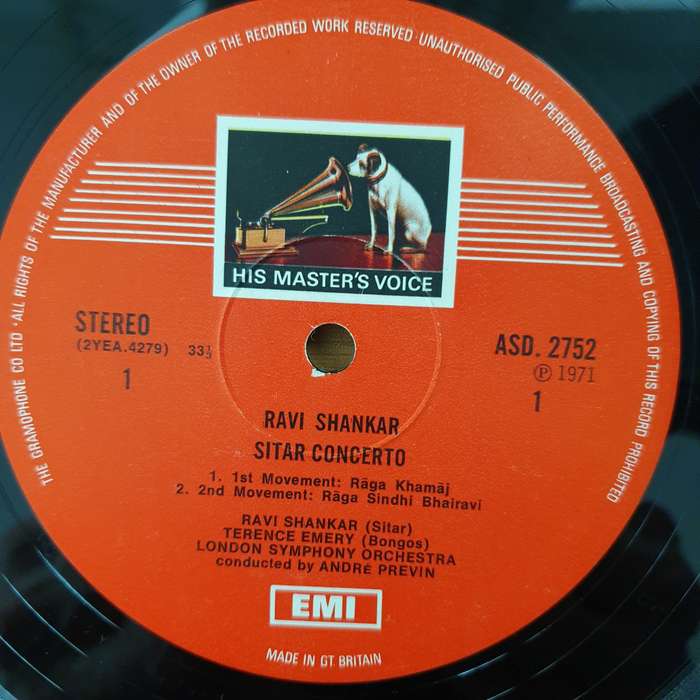 THE GRAMOPHONE CO LTD · ALL RIGHTS OF THE MANUFACTURER AND OF THE OWNER OF THE RECORDED WORK RESERVED · UNAUTHORISED PUBLIC PERFORMANCE BROADCASTING AND COPYING OF THIS RECORD PROHIBITED
HIS MASTER'S VOICE
STEREO
(2YEA.4279) 33⅓
1
ASD. 2752
Ⓟ 1971
1
RAVI SHANKAR
SITAR CONCERTO
1. 1st Movement: Rāga Khamāj
2. 2nd Movement: Rāga Sindhi Bhairavi
RAVI SHANKAR (Sitar)
TERENCE EMERY (Bongos)
LONDON SYMPHONY ORCHESTRA
conducted by ANDRÉ PREVIN
EMI
MADE IN GT. BRITAIN